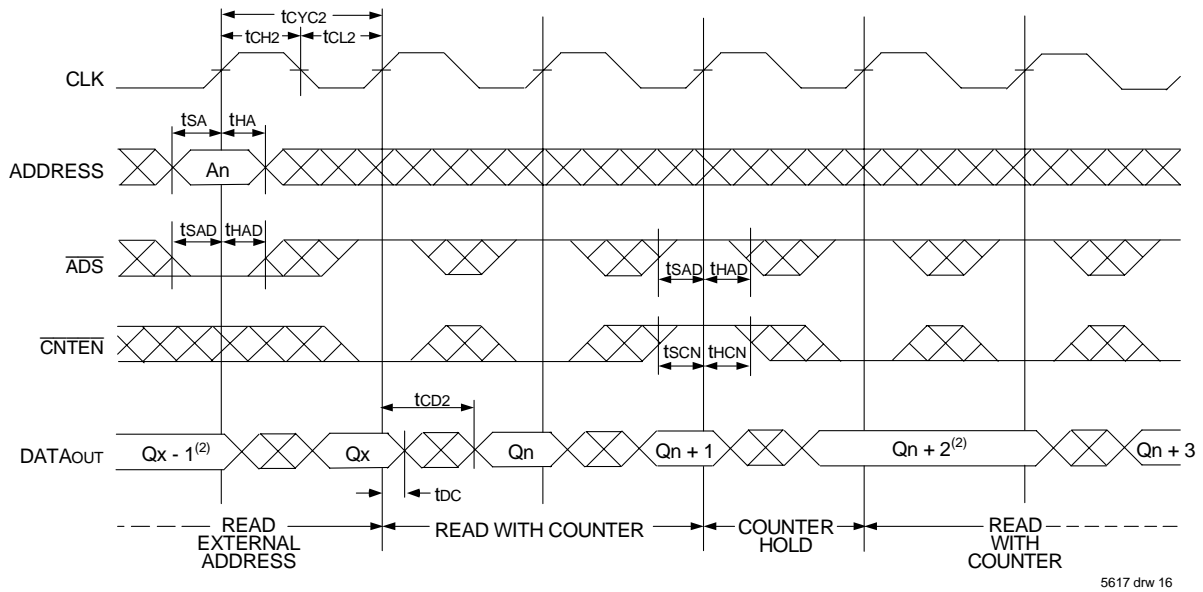 tCYC2
tCH2 tCL2
CLK
tSA tHA
ADDRESS An
tSAD tHAD
ADS tSAD tHAD
CNTEN
tSCN tHCN
tCD2
DATAOUT Qx - 1(2) Qx Qn Qn + 1 Qn + 2(2) Qn + 3
tDC
READ EXTERNAL ADDRESS
READ WITH COUNTER
COUNTER HOLD
READ WITH COUNTER
5617 drw 16